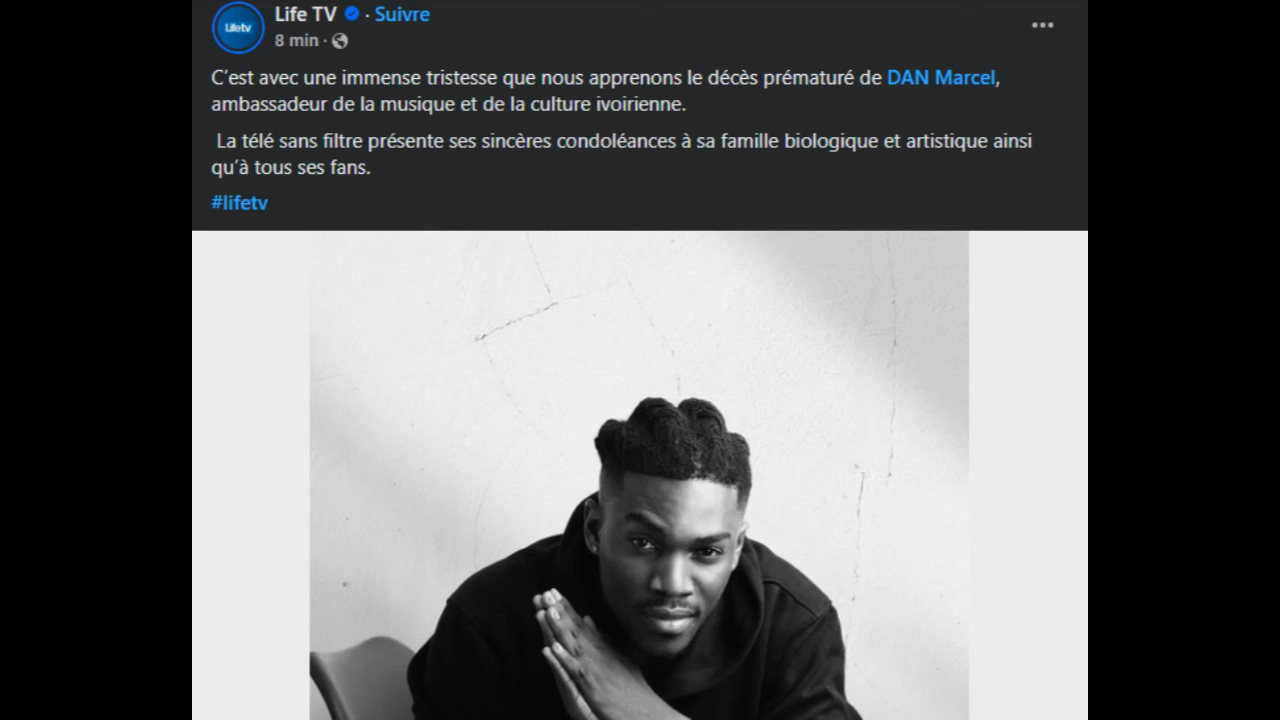 Lifetv
Life TV · Suivre
8 min ·
C'est avec une immense tristesse que nous apprenons le décès prématuré de DAN Marcel,
ambassadeur de la musique et de la culture ivoirienne.
La télé sans filtre présente ses sincères condoléances à sa famille biologique et artistique ainsi
qu'à tous ses fans.
#lifetv